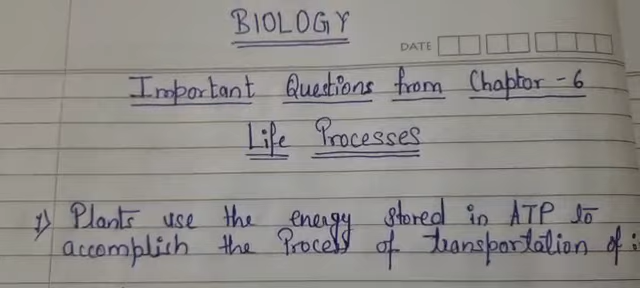 BIOLOGY
DATE
Important Questions from Chaptor - 6
Life Processes
1) Plants use the energy stored in ATP to
accomplish the Process of transportation of :